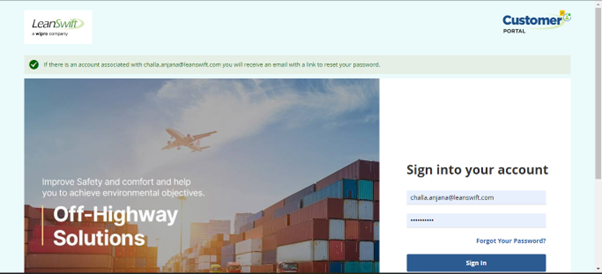 LeanSwift
a wipro company
Customer
PORTAL
If there is an account associated with challa.anjana@leanswift.com you will receive an email with a link to reset your password.
Improve Safety and comfort and help
you to achieve environmental objectives.
Off-Highway
Solutions
Sign into your account
challa.anjana@leanswift.com
••••••••••
Forgot Your Password?
Sign In